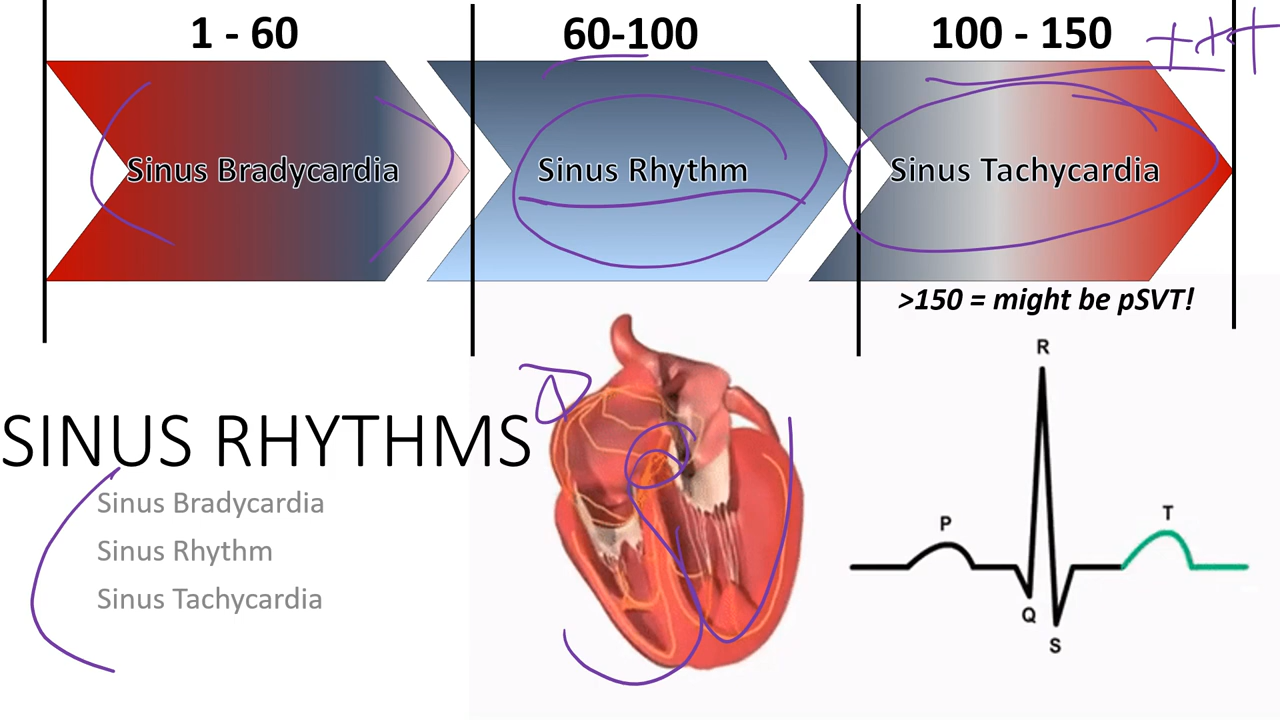 1 - 60
60-100
100 - 150
Sinus Bradycardia
Sinus Rhythm
Sinus Tachycardia
>150 = might be pSVT!
SINUS RHYTHMS
Sinus Bradycardia
Sinus Rhythm
Sinus Tachycardia
R
P
T
Q
S